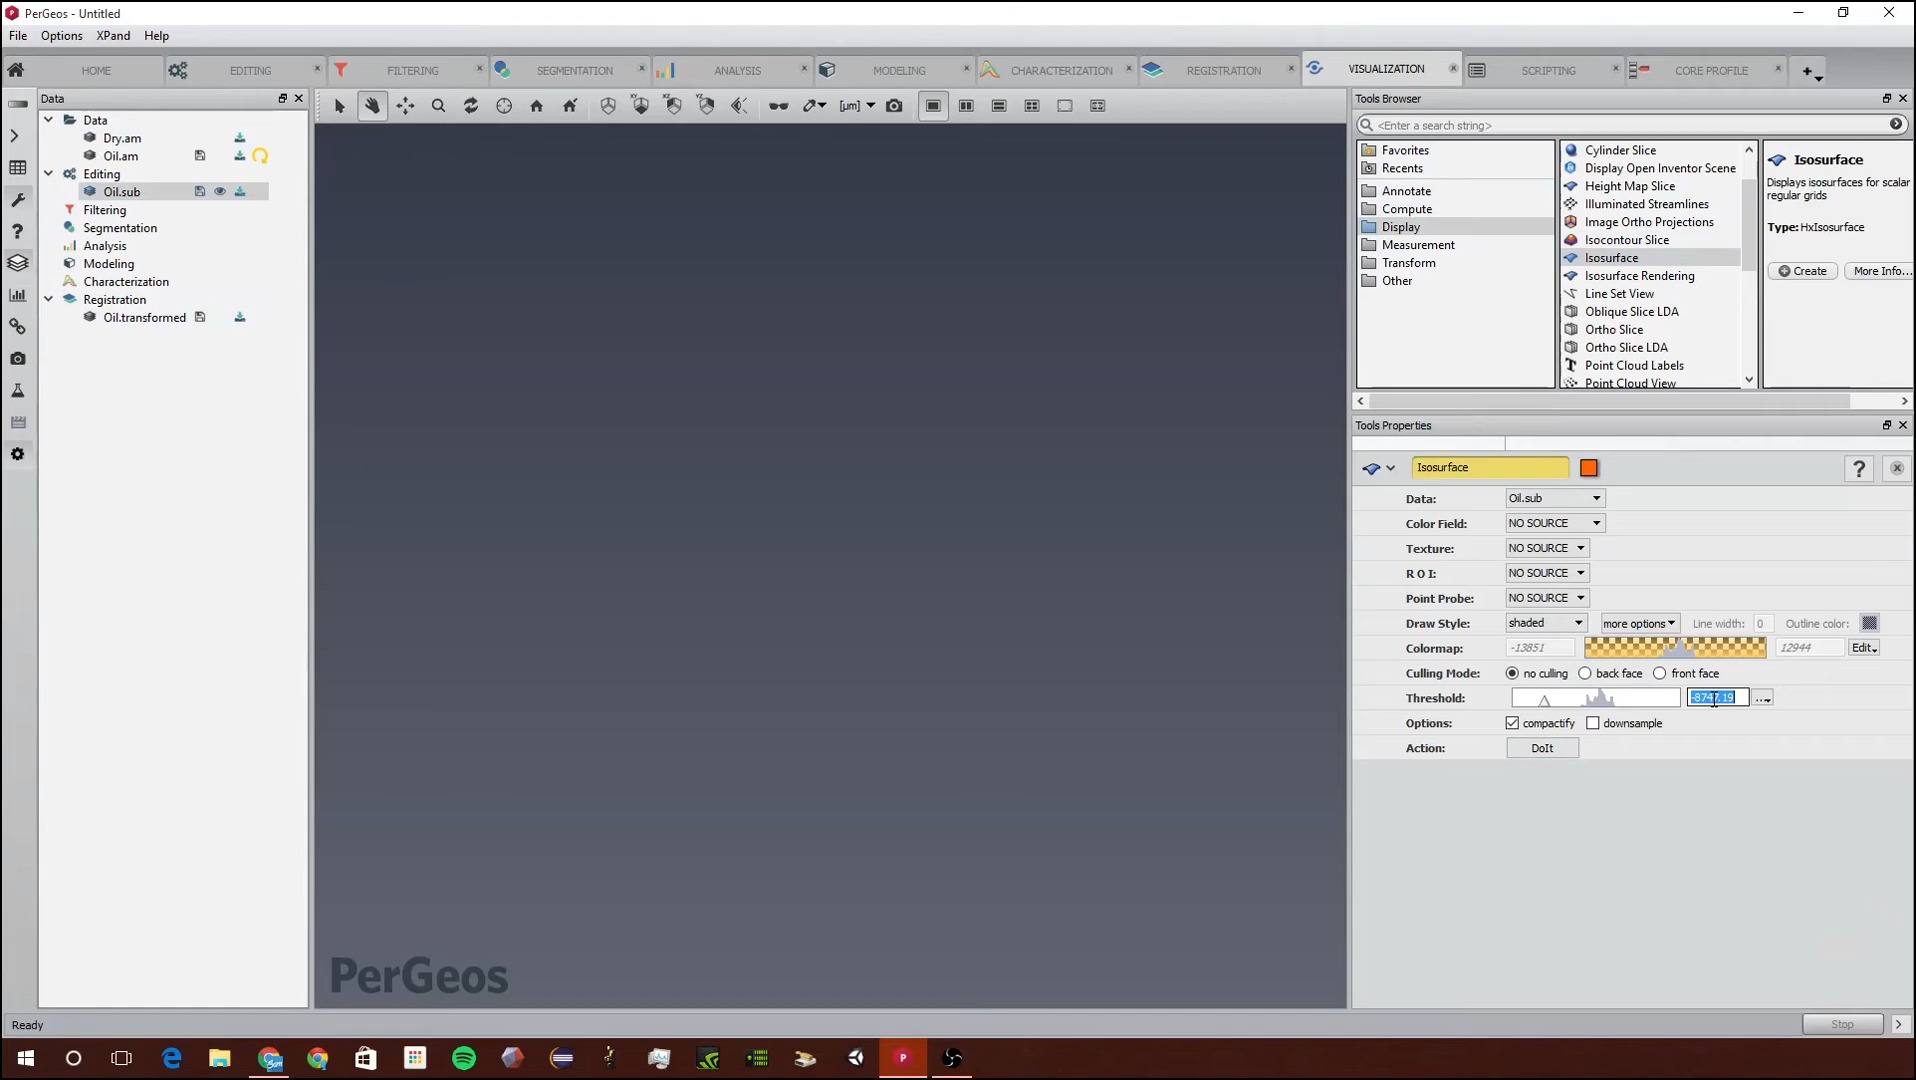 PerGeos - Untitled
File Options XPand Help
HOME EDITING FILTERING SEGMENTATION ANALYSIS MODELING CHARACTERIZATION REGISTRATION VISUALIZATION SCRIPTING CORE PROFILE
Data
Data
Dry.am
Oil.am
Editing
Oil.sub
Filtering
Segmentation
Analysis
Modeling
Characterization
Registration
Oil.transformed
XY XZ YZ [μm]
PerGeos
Tools Browser
<Enter a search string>
Favorites
Recents
Annotate
Compute
Display
Measurement
Transform
Other
Cylinder Slice
Display Open Inventor Scene
Height Map Slice
Illuminated Streamlines
Image Ortho Projections
Isocontour Slice
Isosurface
Isosurface Rendering
Line Set View
Oblique Slice LDA
Ortho Slice
Ortho Slice LDA
Point Cloud Labels
Point Cloud View
Isosurface
Displays isosurfaces for scalar
regular grids
Type: HxIsosurface
Create More Info...
Tools Properties
Isosurface ?
Data: Oil.sub
Color Field: NO SOURCE
Texture: NO SOURCE
R O I: NO SOURCE
Point Probe: NO SOURCE
Draw Style: shaded more options Line width: 0 Outline color:
Colormap: -13851 12944 Edit
Culling Mode: no culling back face front face
Threshold: -8747.19 ...
Options: compactify downsample
Action: DoIt
Ready
Stop